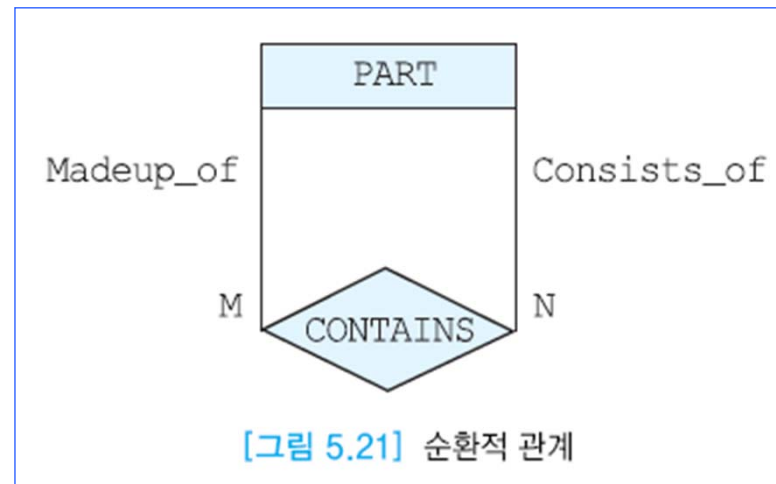 PART
Madeup_of
Consists_of
M
N
CONTAINS
[그림 5.21] 순환적 관계